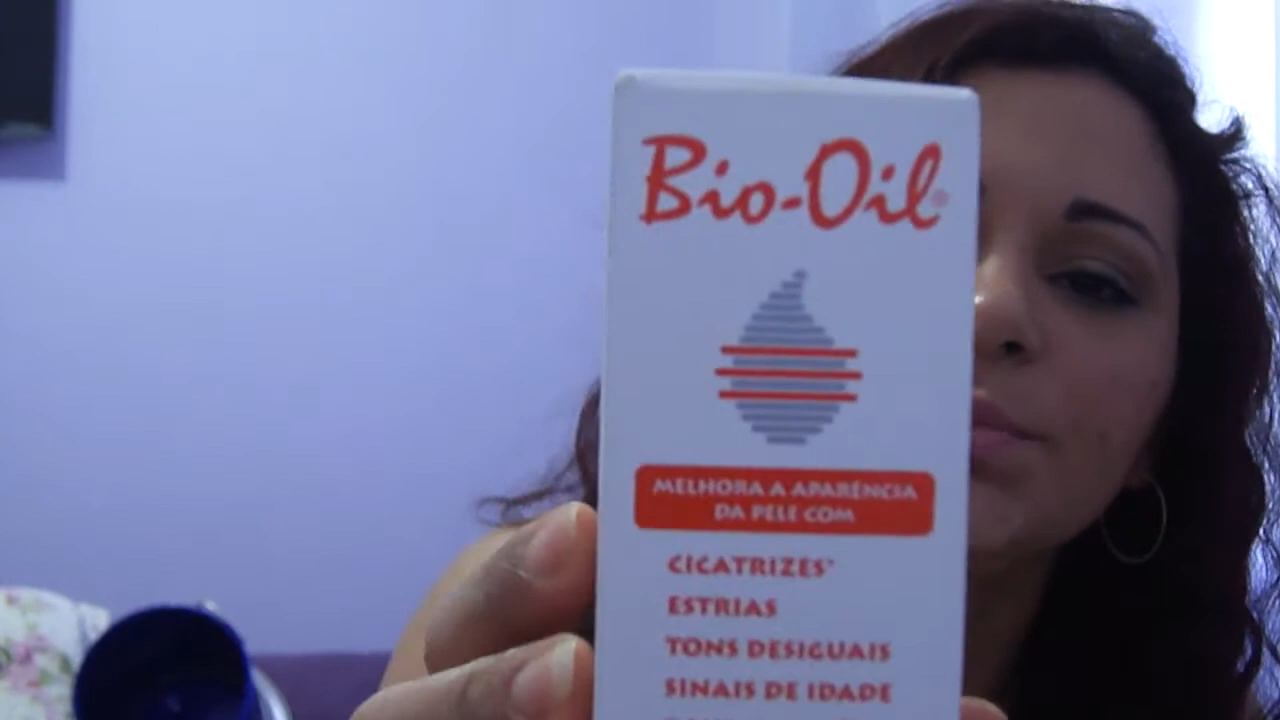 Bio-Oil®
MELHORA A APARÊNCIA
DA PELE COM
CICATRIZES*
ESTRIAS
TONS DESIGUAIS
SINAIS DE IDADE